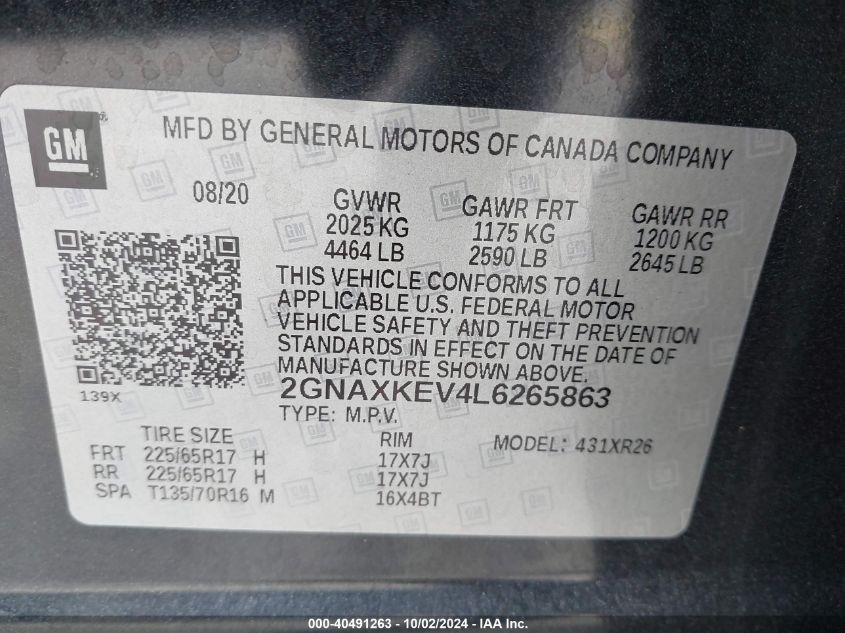 GM
MFD BY GENERAL MOTORS OF CANADA COMPANY
08/20
GVWR
2025 KG
4464 LB
GAWR FRT
1175 KG
2590 LB
GAWR RR
1200 KG
2645 LB
THIS VEHICLE CONFORMS TO ALL
APPLICABLE U.S. FEDERAL MOTOR
VEHICLE SAFETY AND THEFT PREVENTION
STANDARDS IN EFFECT ON THE DATE OF
MANUFACTURE SHOWN ABOVE.
139X
2GNAXKEV4L6265863
TYPE: M.P.V.
TIRE SIZE RIM MODEL: 431XR26
FRT 225/65R17 H 17X7J
RR 225/65R17 H 17X7J
SPA T135/70R16 M 16X4BT
000-40491263 - 10/02/2024 - IAA Inc.